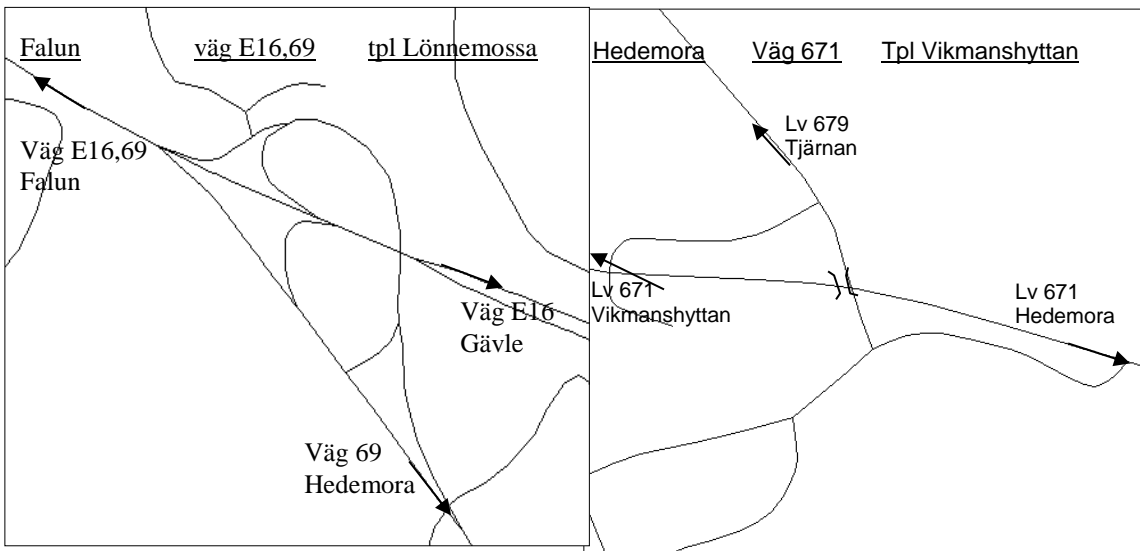 Falun väg E16,69 tpl Lönnemossa
Väg E16,69
Falun
Väg E16
Gävle
Väg 69
Hedemora
Hedemora Väg 671 Tpl Vikmanshyttan
Lv 679
Tjärnan
Lv 671
Vikmanshyttan
Lv 671
Hedemora